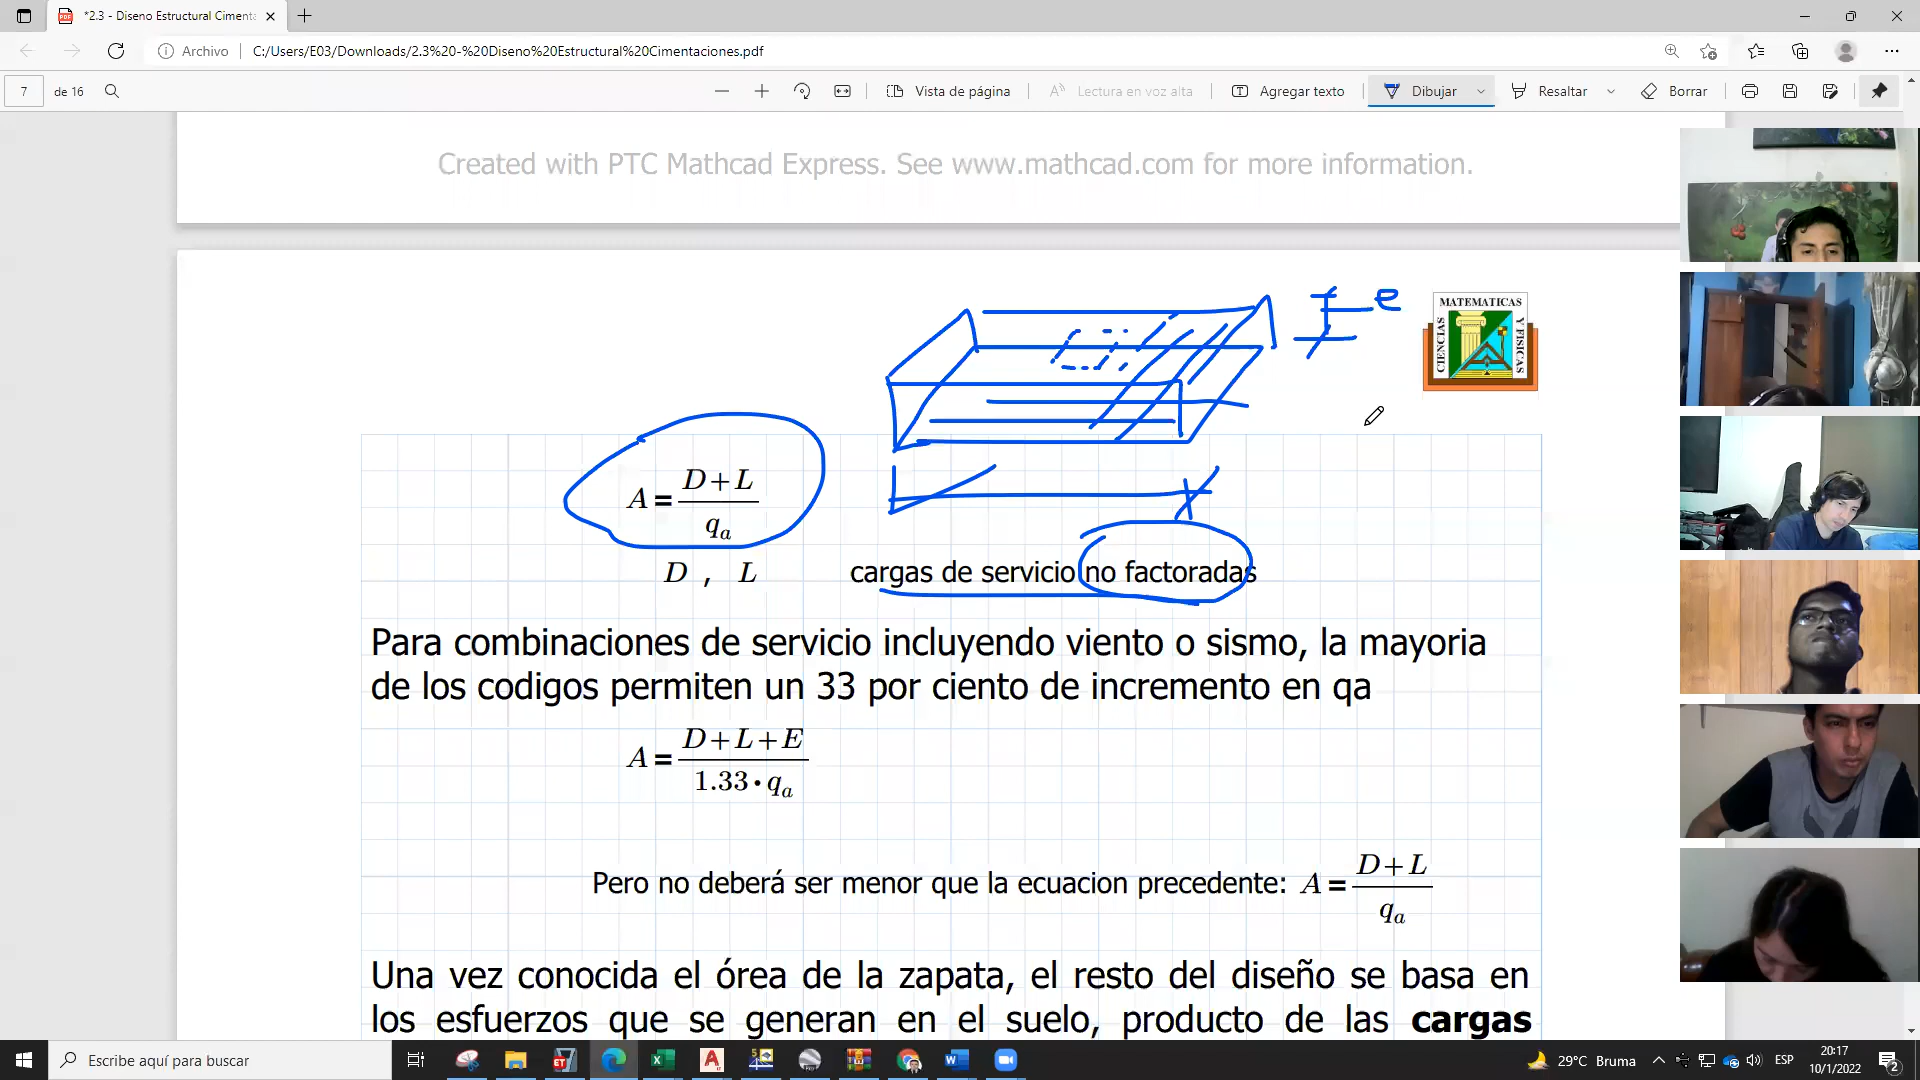 *2.3 - Diseno Estructural Cimenta
Archivo
C:/Users/E03/Downloads/2.3%20-%20Diseno%20Estructural%20Cimentaciones.pdf
7
de 16
Vista de página
Lectura en voz alta
Agregar texto
Dibujar
Resaltar
Borrar
Created with PTC Mathcad Express. See www.mathcad.com for more information.
e
MATEMATICAS
CIENCIAS
Y FISICAS
A = D+L / qa
D , L
cargas de servicio no factoradas
Para combinaciones de servicio incluyendo viento o sismo, la mayoria
de los codigos permiten un 33 por ciento de incremento en qa
A = D+L+E / 1.33·qa
Pero no deberá ser menor que la ecuacion precedente: A = D+L / qa
Una vez conocida el órea de la zapata, el resto del diseño se basa en
los esfuerzos que se generan en el suelo, producto de las cargas
Escribe aquí para buscar
29°C Bruma
ESP
20:17
10/1/2022
2